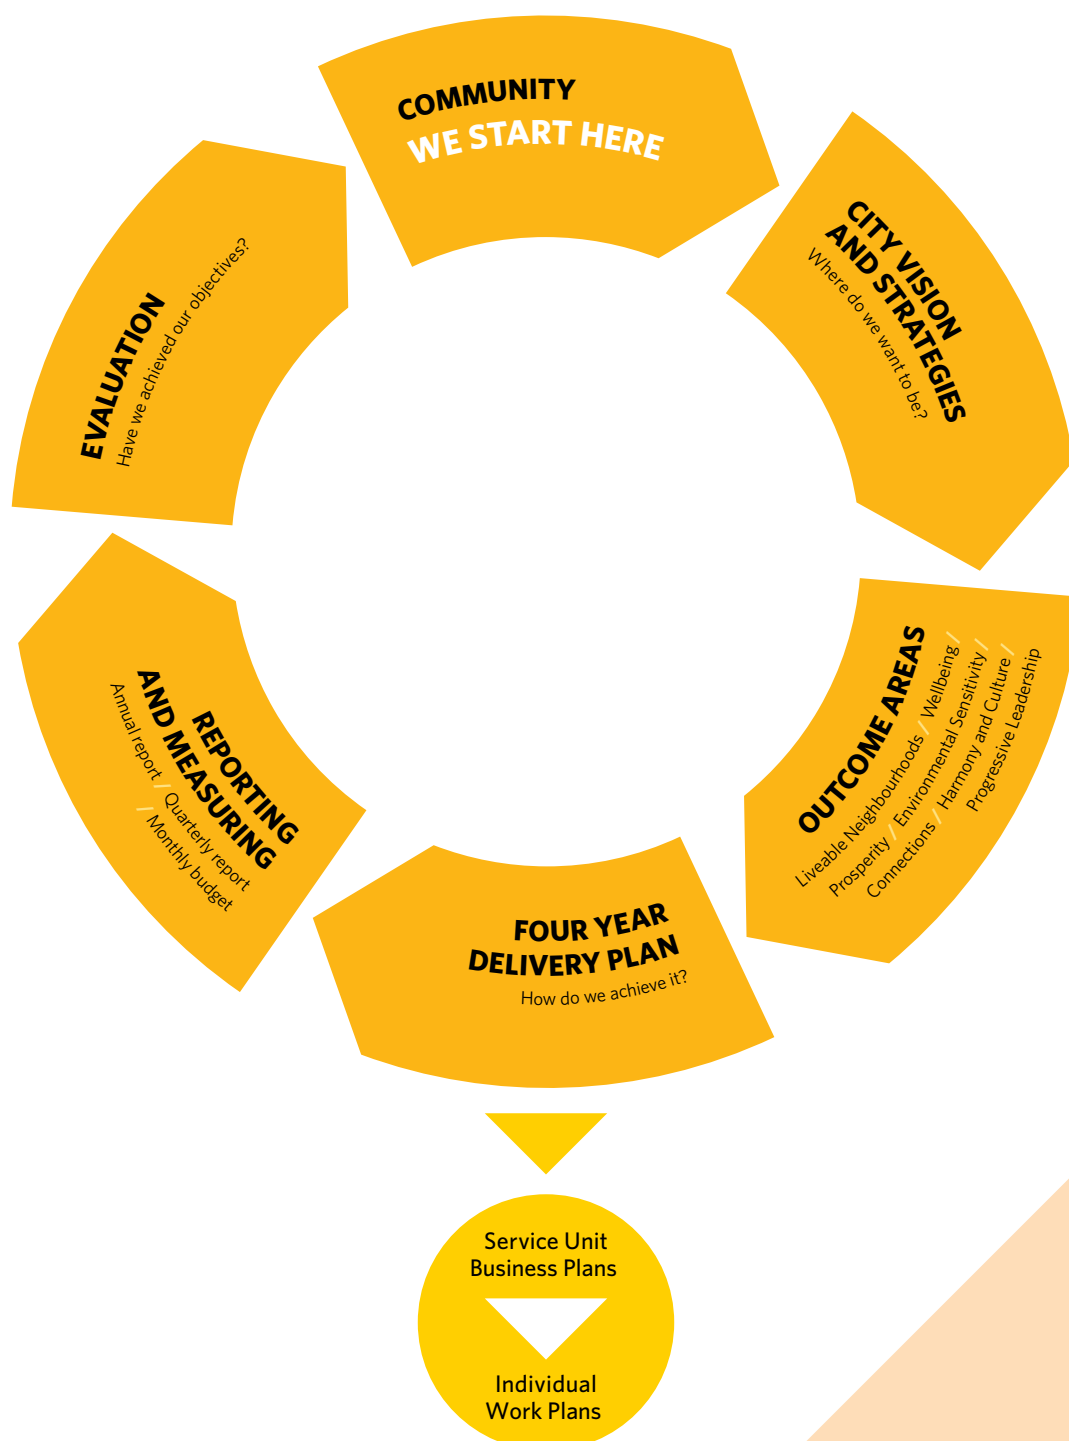 COMMUNITY
WE START HERE
CITY VISION
AND STRATEGIES
Where do we want to be?
OUTCOME AREAS
Liveable Neighbourhoods / Wellbeing /
Prosperity / Environmental Sensitivity /
Connections / Harmony and Culture /
Progressive Leadership
FOUR YEAR
DELIVERY PLAN
How do we achieve it?
REPORTING
AND MEASURING
Annual report / Quarterly report
/ Monthly budget
EVALUATION
Have we achieved our objectives?
Service Unit
Business Plans
Individual
Work Plans